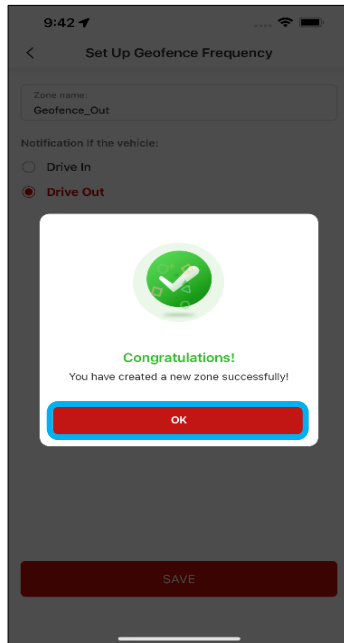 9:42
Set Up Geofence Frequency
Zone name:
Geofence_Out
Notification if the vehicle:
Drive In
Drive Out
Congratulations!
You have created a new zone successfully!
OK
SAVE